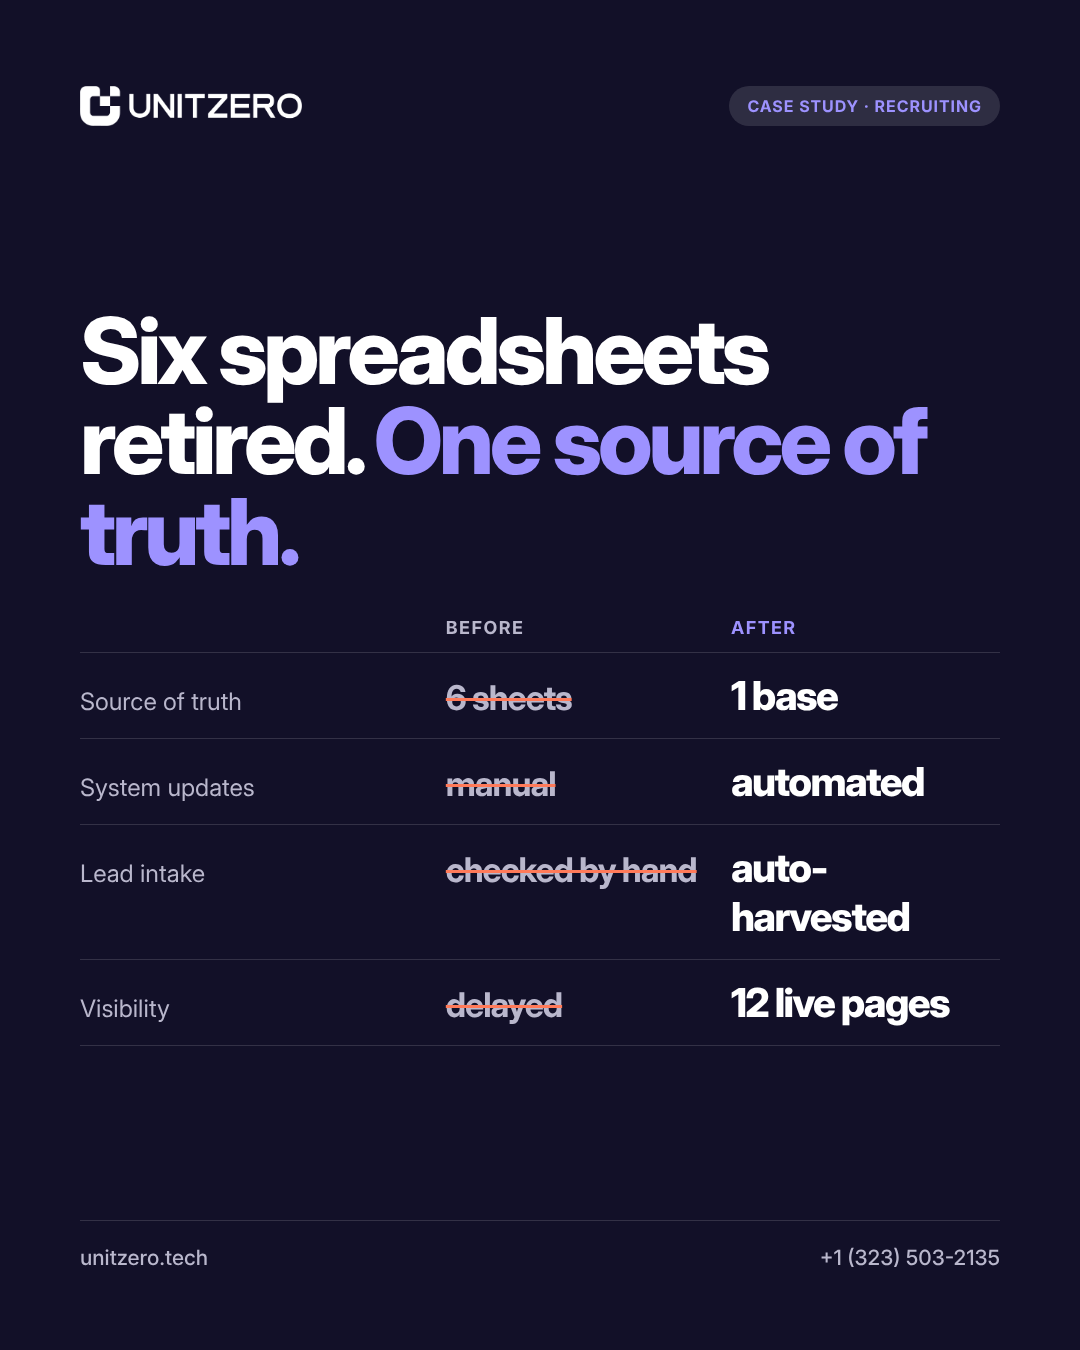 UNITZERO
CASE STUDY · RECRUITING
Six spreadsheets
retired. One source of
truth.
BEFORE AFTER
Source of truth 6 sheets 1 base
System updates manual automated
Lead intake checked by hand auto-
harvested
Visibility delayed 12 live pages
unitzero.tech +1 (323) 503-2135